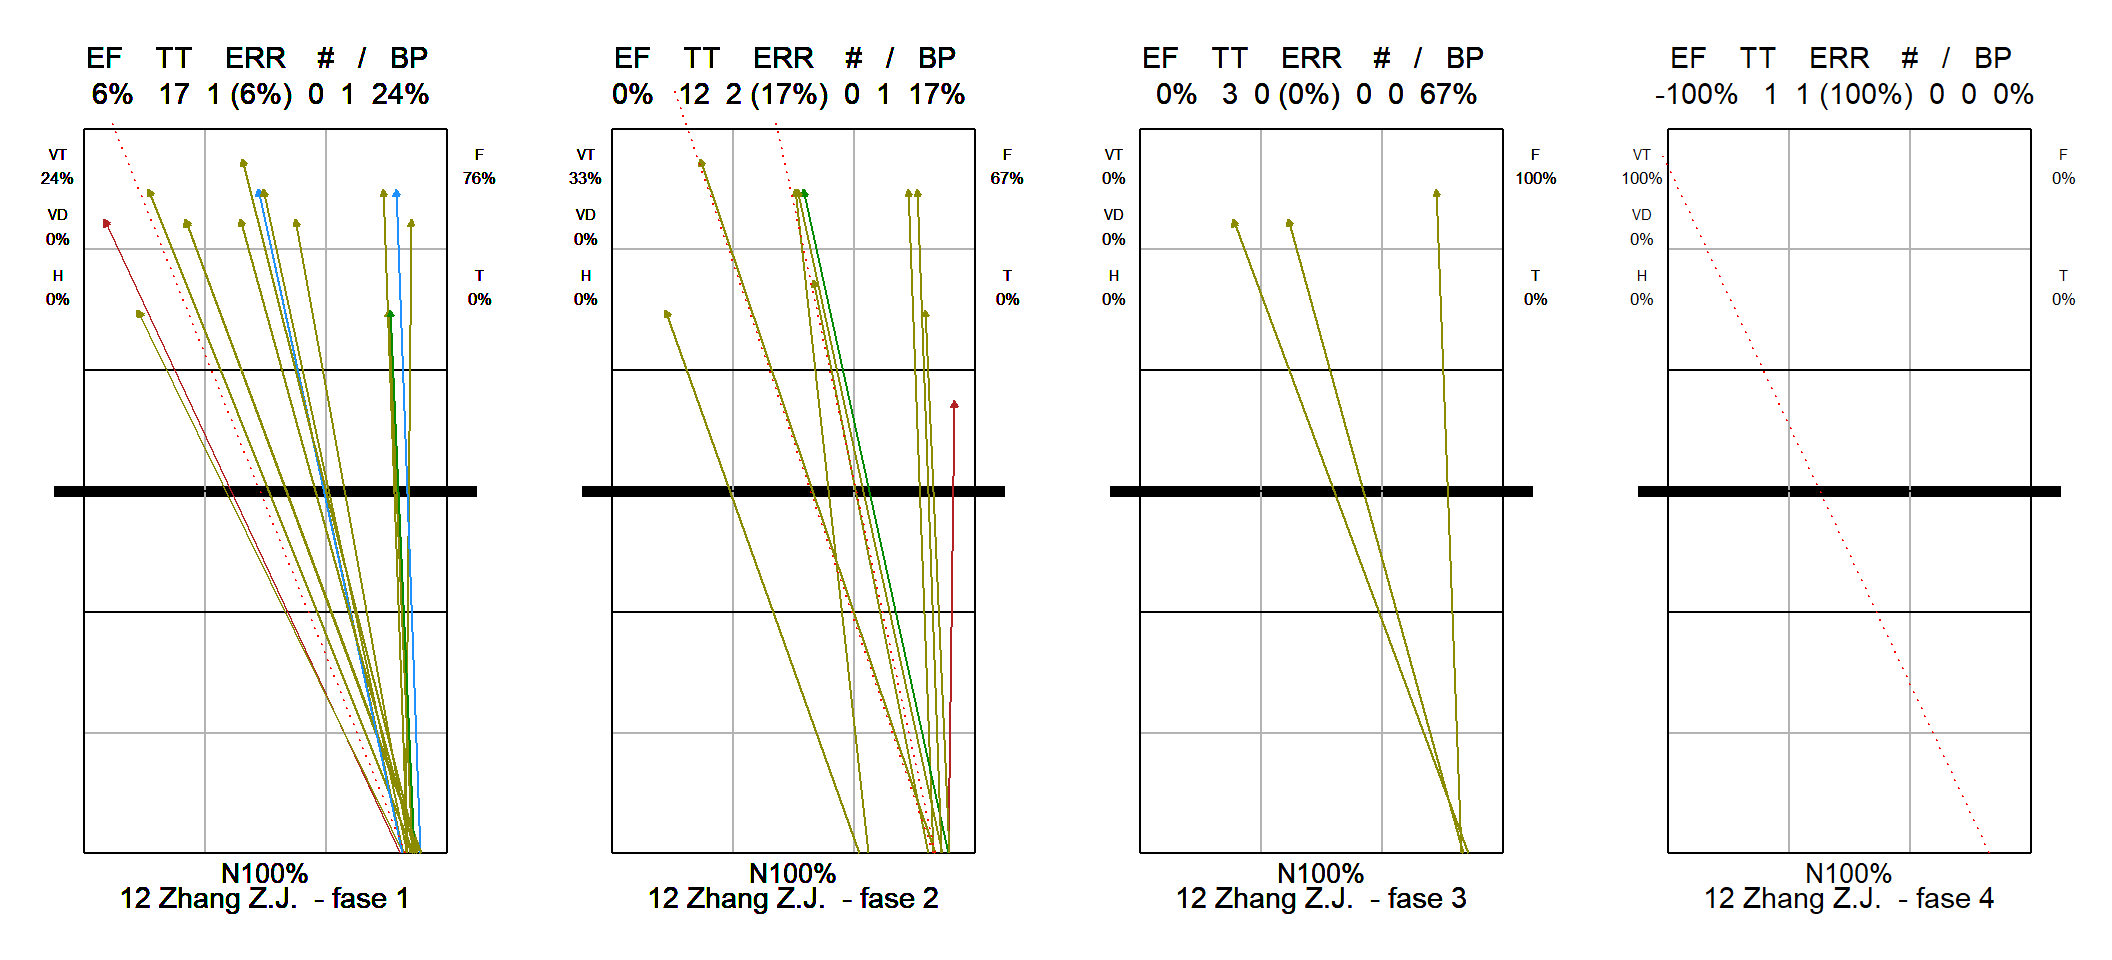 EF TT ERR # / BP
6% 17 1 (6%) 0 1 24%
VT
24%
VD
0%
H
0%
F
76%
T
0%
N100%
12 Zhang Z.J. - fase 1
EF TT ERR # / BP
0% 12 2 (17%) 0 1 17%
VT
33%
VD
0%
H
0%
F
67%
T
0%
N100%
12 Zhang Z.J. - fase 2
EF TT ERR # / BP
0% 3 0 (0%) 0 0 67%
VT
0%
VD
0%
H
0%
F
100%
T
0%
N100%
12 Zhang Z.J. - fase 3
EF TT ERR # / BP
-100% 1 1 (100%) 0 0 0%
VT
100%
VD
0%
H
0%
F
0%
T
0%
N100%
12 Zhang Z.J. - fase 4